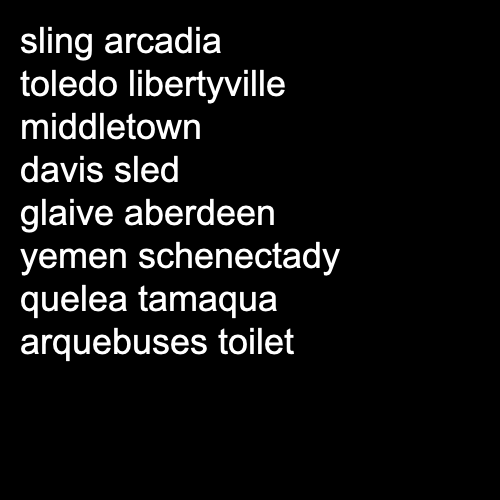 sling arcadia
toledo libertyville
middletown
davis sled
glaive aberdeen
yemen schenectady
quelea tamaqua
arquebuses toilet